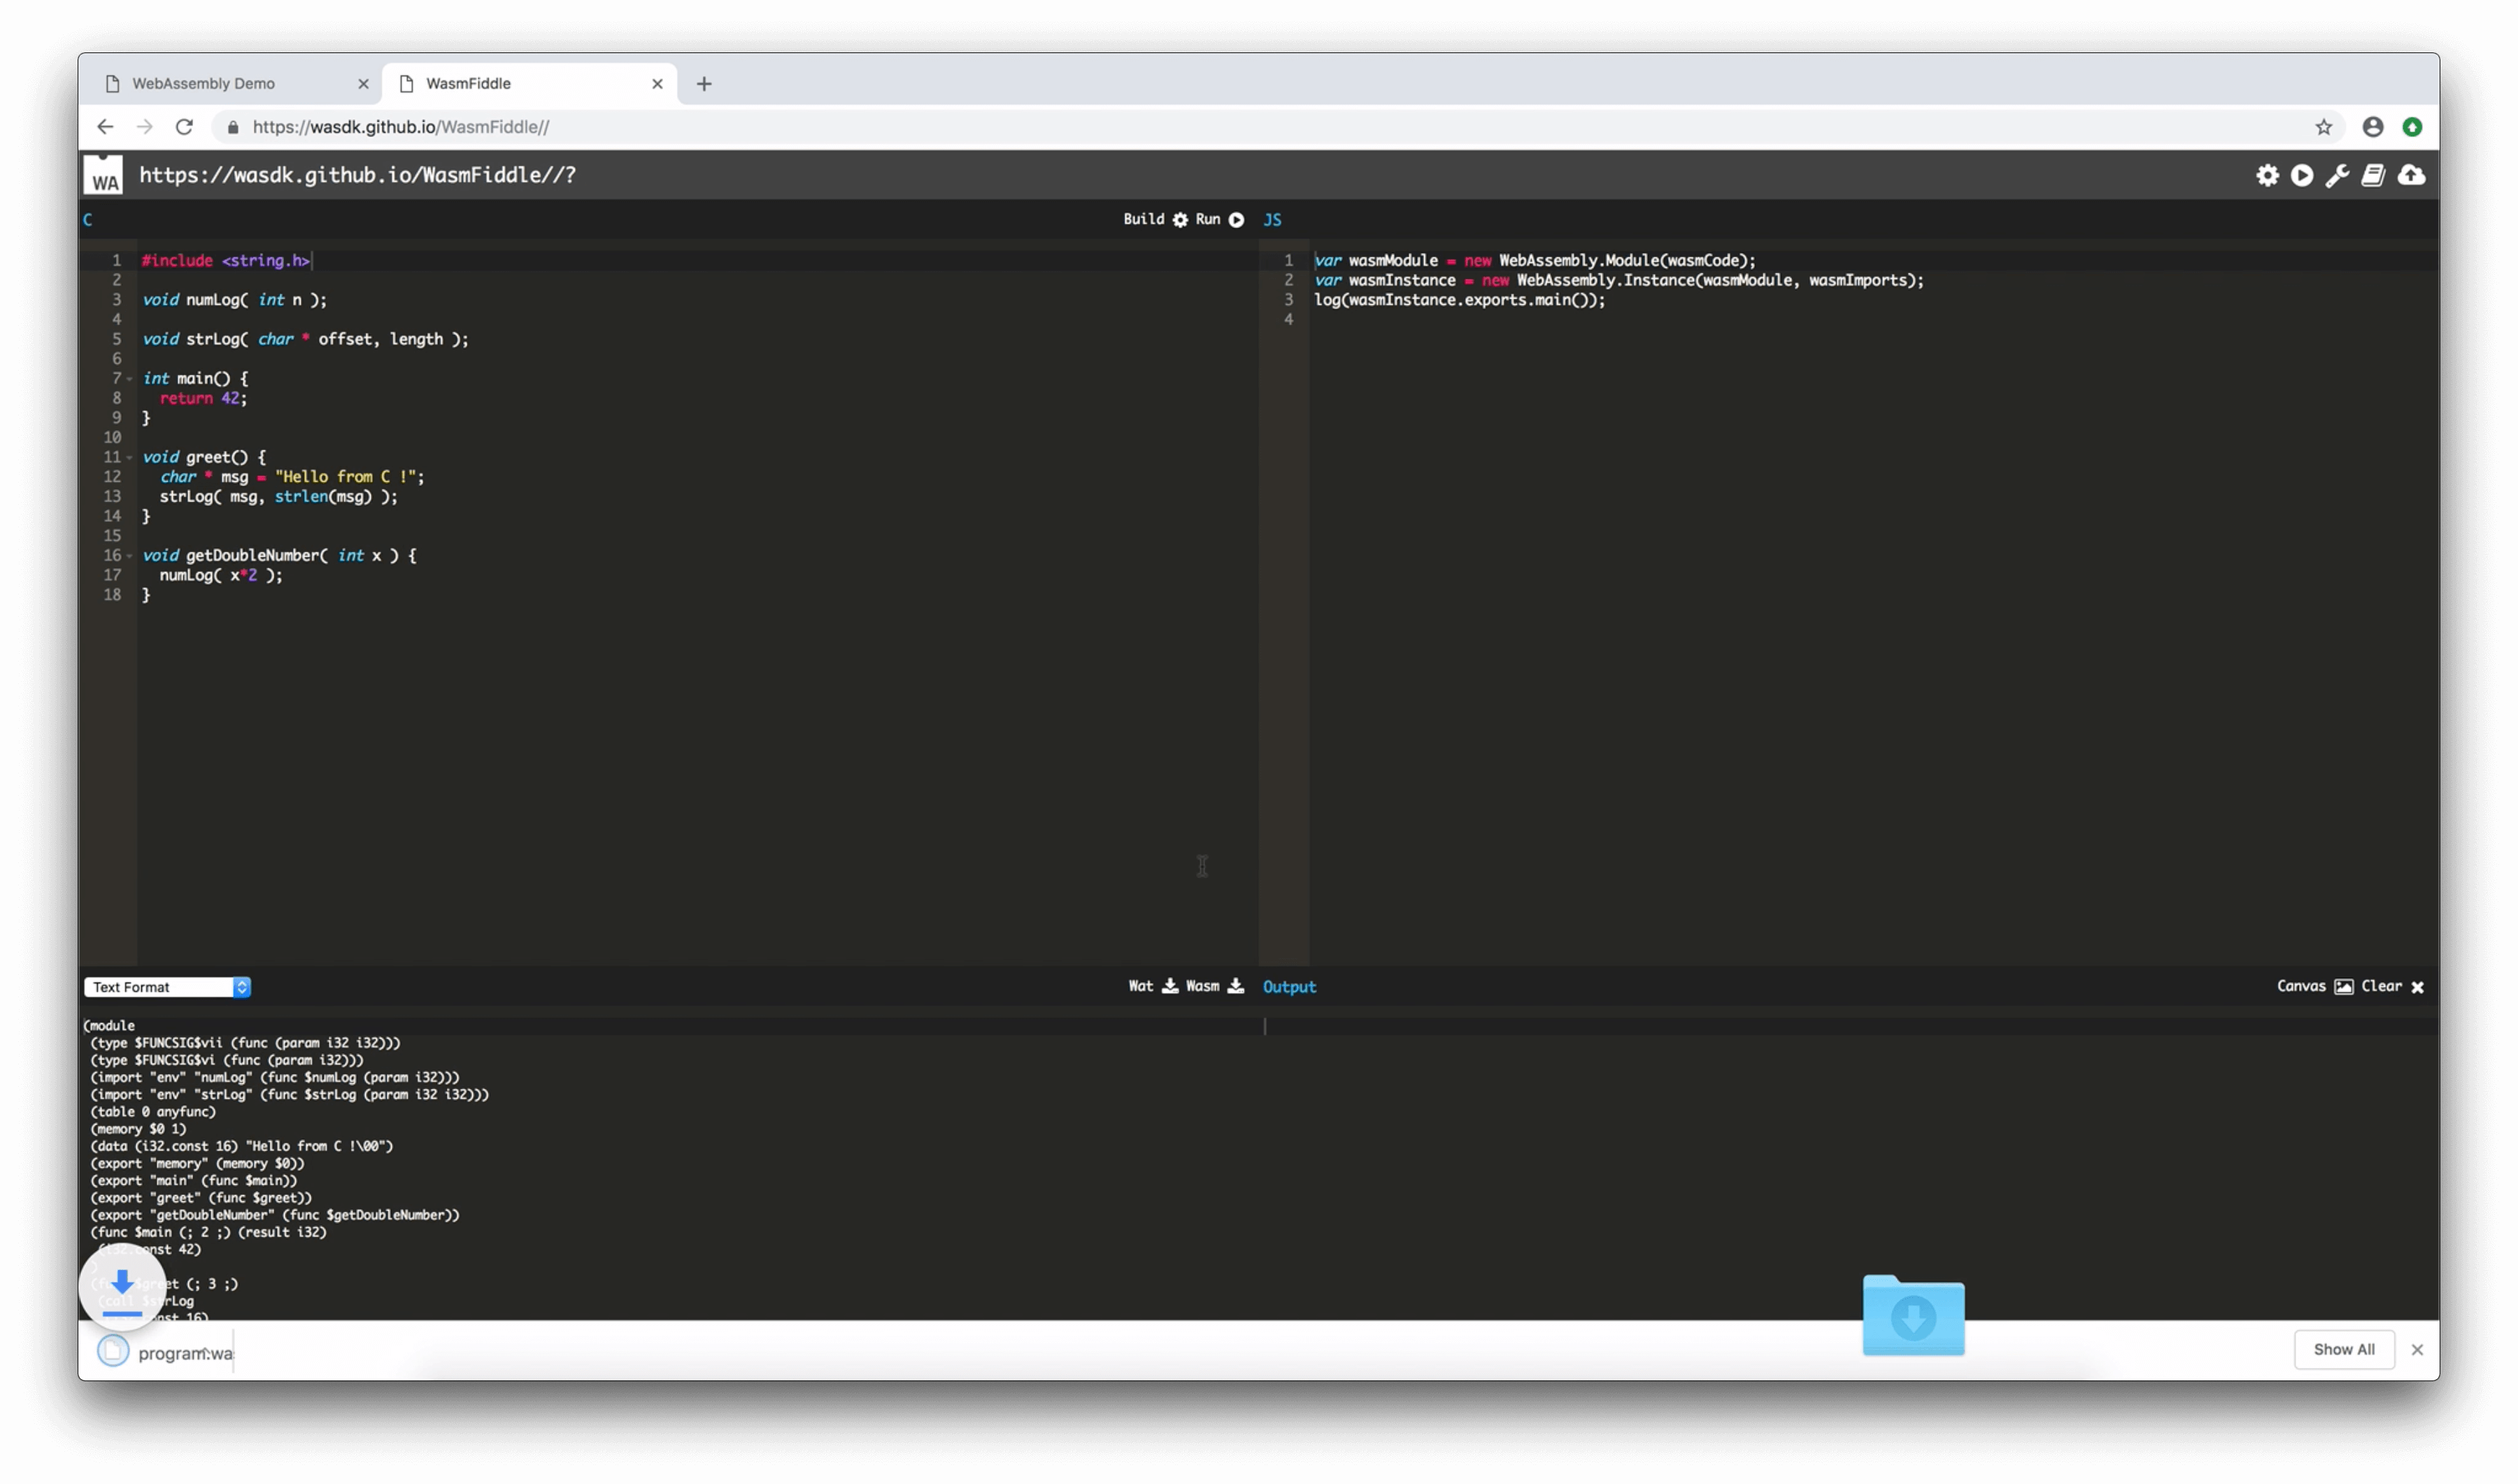 WebAssembly Demo
WasmFiddle
https://wasdk.github.io/WasmFiddle//
WA
https://wasdk.github.io/WasmFiddle//?
C
Build Run
JS
1 #include <string.h>
2
3 void numLog( int n );
4
5 void strLog( char * offset, length );
6
7 int main() {
8 return 42;
9 }
10
11 void greet() {
12 char * msg = "Hello from C !";
13 strLog( msg, strlen(msg) );
14 }
15
16 void getDoubleNumber( int x ) {
17 numLog( x*2 );
18 }
1 var wasmModule = new WebAssembly.Module(wasmCode);
2 var wasmInstance = new WebAssembly.Instance(wasmModule, wasmImports);
3 log(wasmInstance.exports.main());
4
Text Format
Wat Wasm
Output
Canvas Clear
(module
(type $FUNCSIG$vii (func (param i32 i32)))
(type $FUNCSIG$vi (func (param i32)))
(import "env" "numLog" (func $numLog (param i32)))
(import "env" "strLog" (func $strLog (param i32 i32)))
(table 0 anyfunc)
(memory $0 1)
(data (i32.const 16) "Hello from C !\00")
(export "memory" (memory $0))
(export "main" (func $main))
(export "greet" (func $greet))
(export "getDoubleNumber" (func $getDoubleNumber))
(func $main (; 2 ;) (result i32)
(i32.const 42)
)
(func $greet (; 3 ;)
(call $strLog
16)
program.wa
Show All